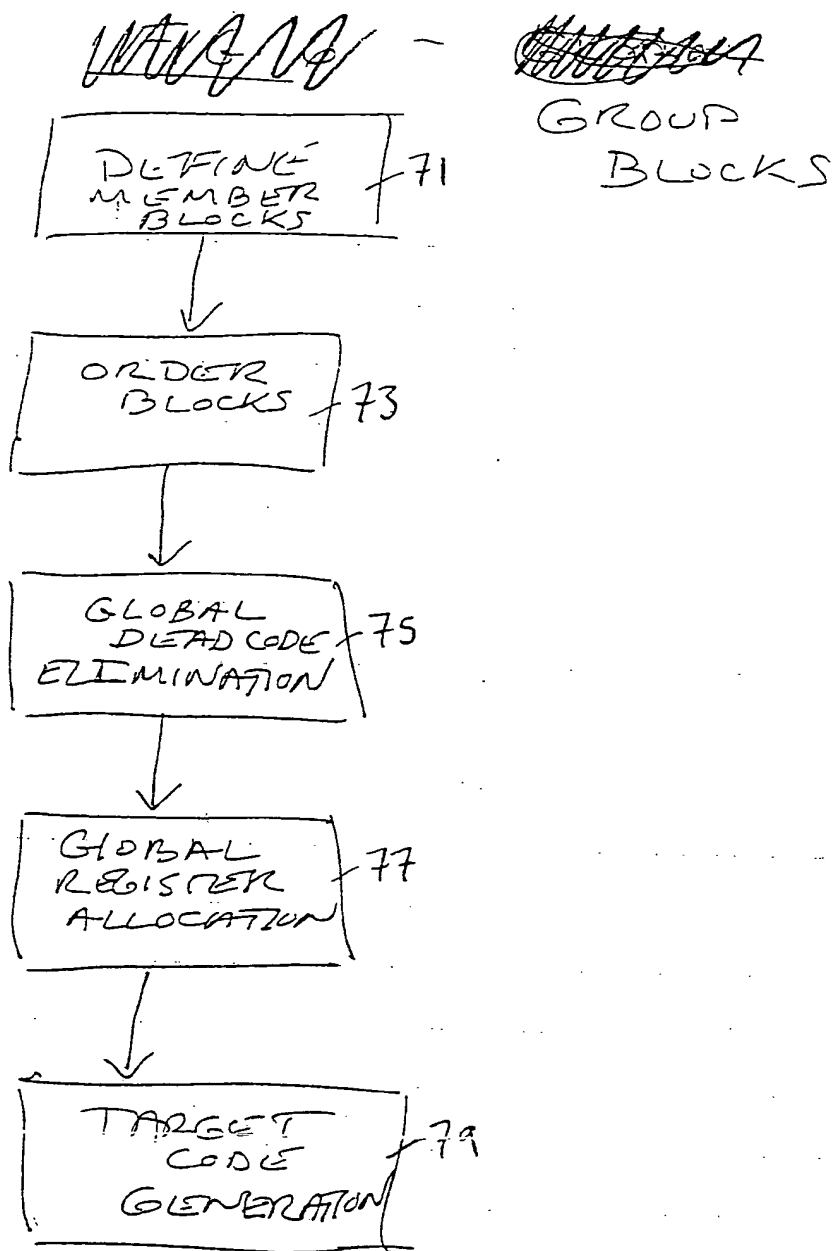 GROUP
BLOCKS
DEFINE
MEMBER
BLOCKS
71
ORDER
BLOCKS
73
GLOBAL
DEAD CODE
ELIMINATION
75
GLOBAL
REGISTER
ALLOCATION
77
TARGET
CODE
GENERATION
79